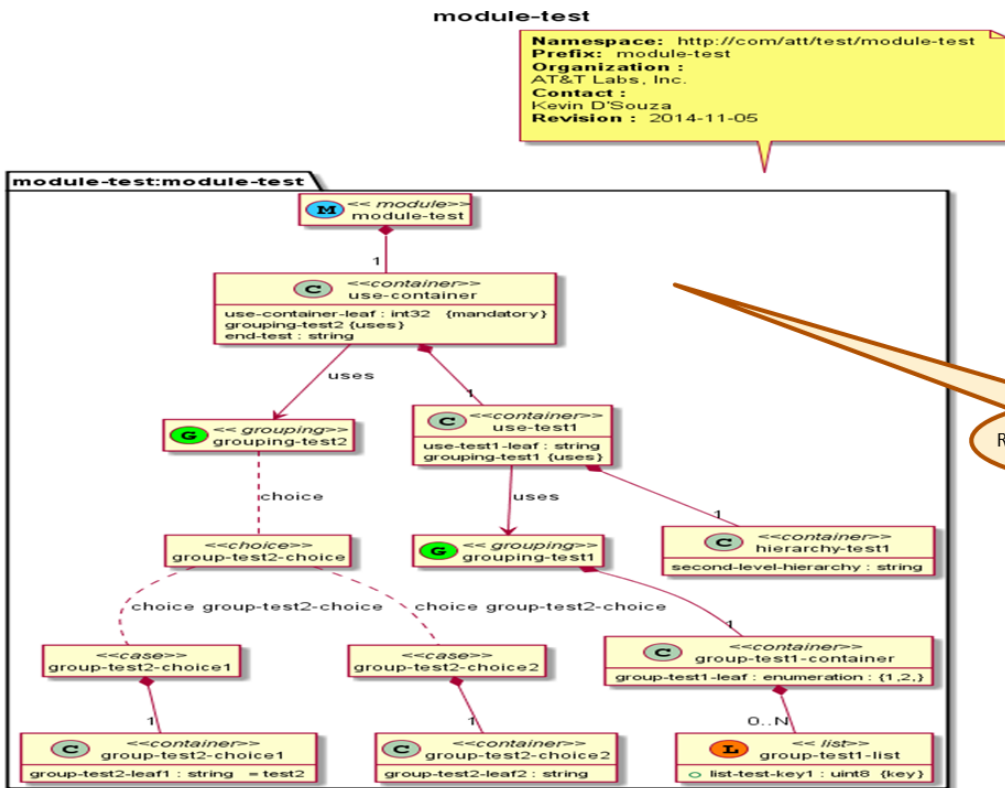 module-test
Namespace: http://com/att/test/module-test
Prefix: module-test
Organization :
AT&T Labs, Inc.
Contact :
Kevin D'Souza
Revision : 2014-11-05
module-test:module-test
M << module>>
module-test
1
C <<container>>
use-container
use-container-leaf : int32 {mandatory}
grouping-test2 {uses}
end-test : string
uses
1
G << grouping>>
grouping-test2
C <<container>>
use-test1
use-test1-leaf : string
grouping-test1 {uses}
choice
uses
1
<<choice>>
group-test2-choice
G << grouping>>
grouping-test1
C <<container>>
hierarchy-test1
second-level-hierarchy : string
choice group-test2-choice
choice group-test2-choice
1
<<case>>
group-test2-choice1
<<case>>
group-test2-choice2
C <<container>>
group-test1-container
group-test1-leaf : enumeration : {1,2,}
1
1
0..N
C <<container>>
group-test2-choice1
group-test2-leaf1 : string = test2
C <<container>>
group-test2-choice2
group-test2-leaf2 : string
L << list>>
group-test1-list
list-test-key1 : uint8 {key}